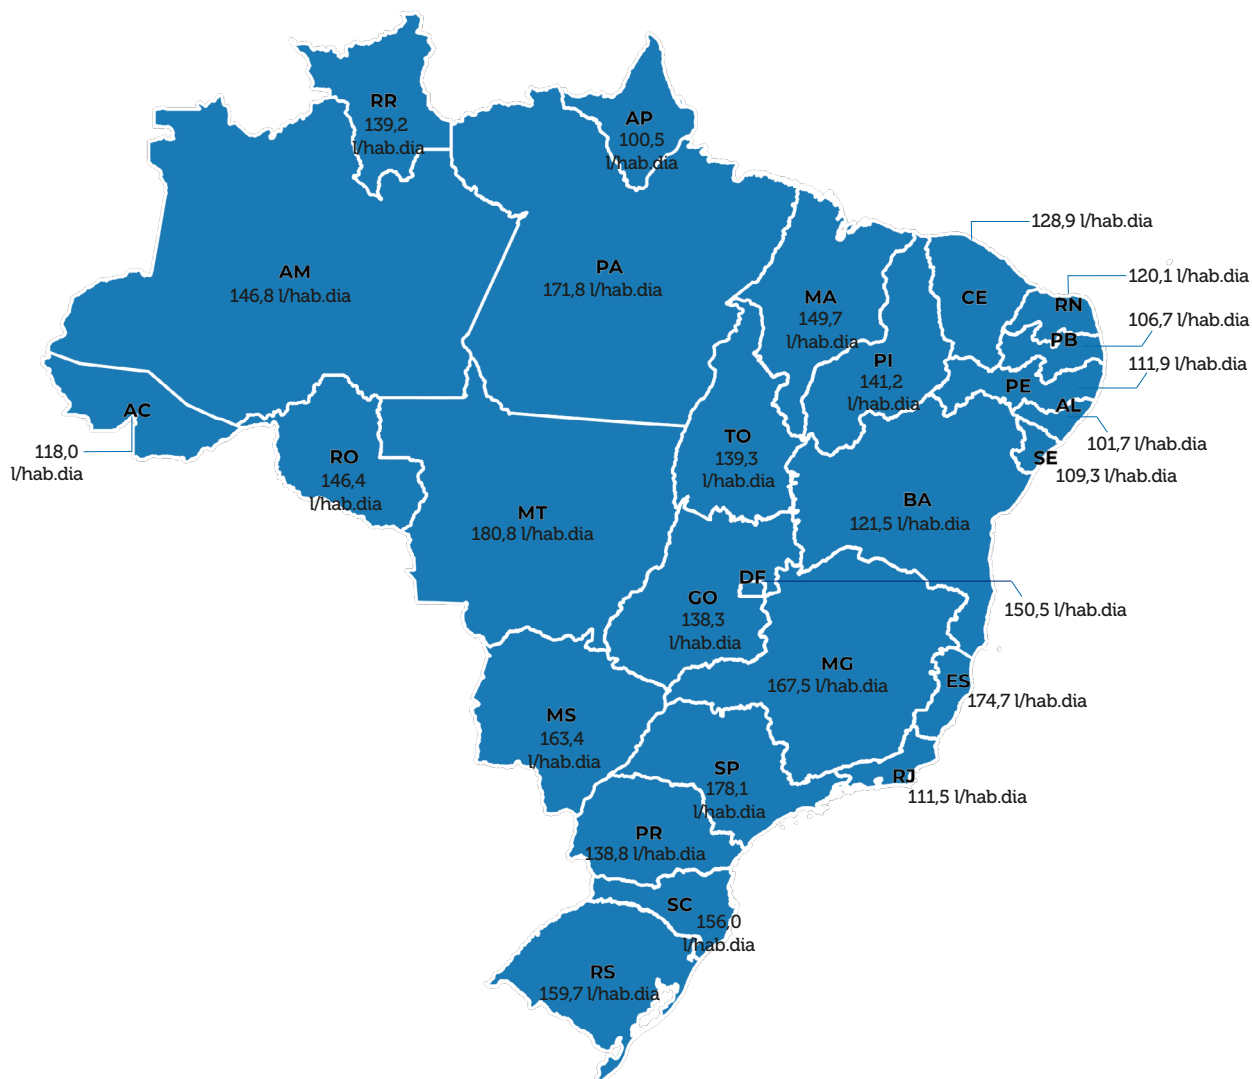 RR
139,2
l/hab.dia
AP
100,5
l/hab.dia
128,9 l/hab.dia
AM
146,8 l/hab.dia
PA
171,8 l/hab.dia
MA
149,7
l/hab.dia
CE
120,1 l/hab.dia
RN
106,7 l/hab.dia
PB
PI
141,2
l/hab.dia
111,9 l/hab.dia
PE
AL
101,7 l/hab.dia
AC
118,0
l/hab.dia
TO
139,3
l/hab.dia
SE
109,3 l/hab.dia
RO
146,4
l/hab.dia
MT
180,8 l/hab.dia
BA
121,5 l/hab.dia
DF
150,5 l/hab.dia
GO
138,3
l/hab.dia
MG
167,5 l/hab.dia
ES
174,7 l/hab.dia
MS
163,4
l/hab.dia
SP
178,1
l/hab.dia
RJ
111,5 l/hab.dia
PR
138,8 l/hab.dia
SC
156,0
l/hab.dia
RS
159,7 l/hab.dia